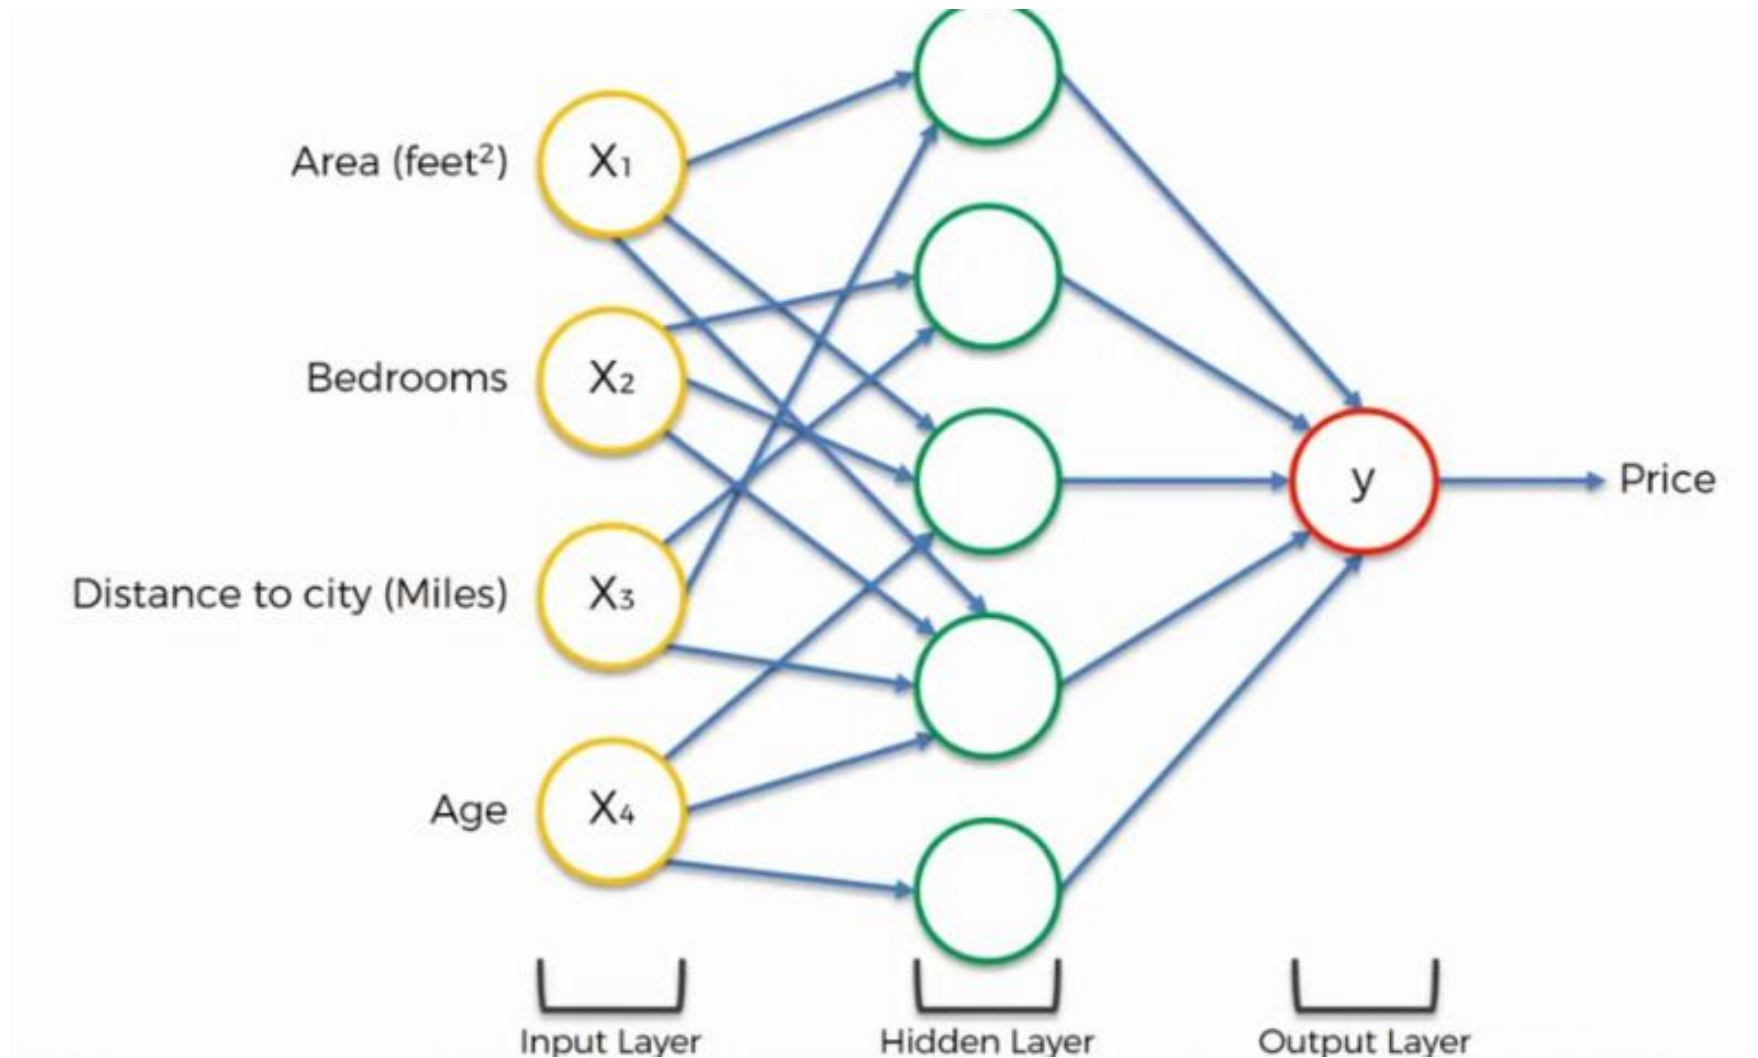 Area (feet²)
X₁
Bedrooms
X₂
Distance to city (Miles)
X₃
Age
X₄
y
Price
Input Layer
Hidden Layer
Output Layer